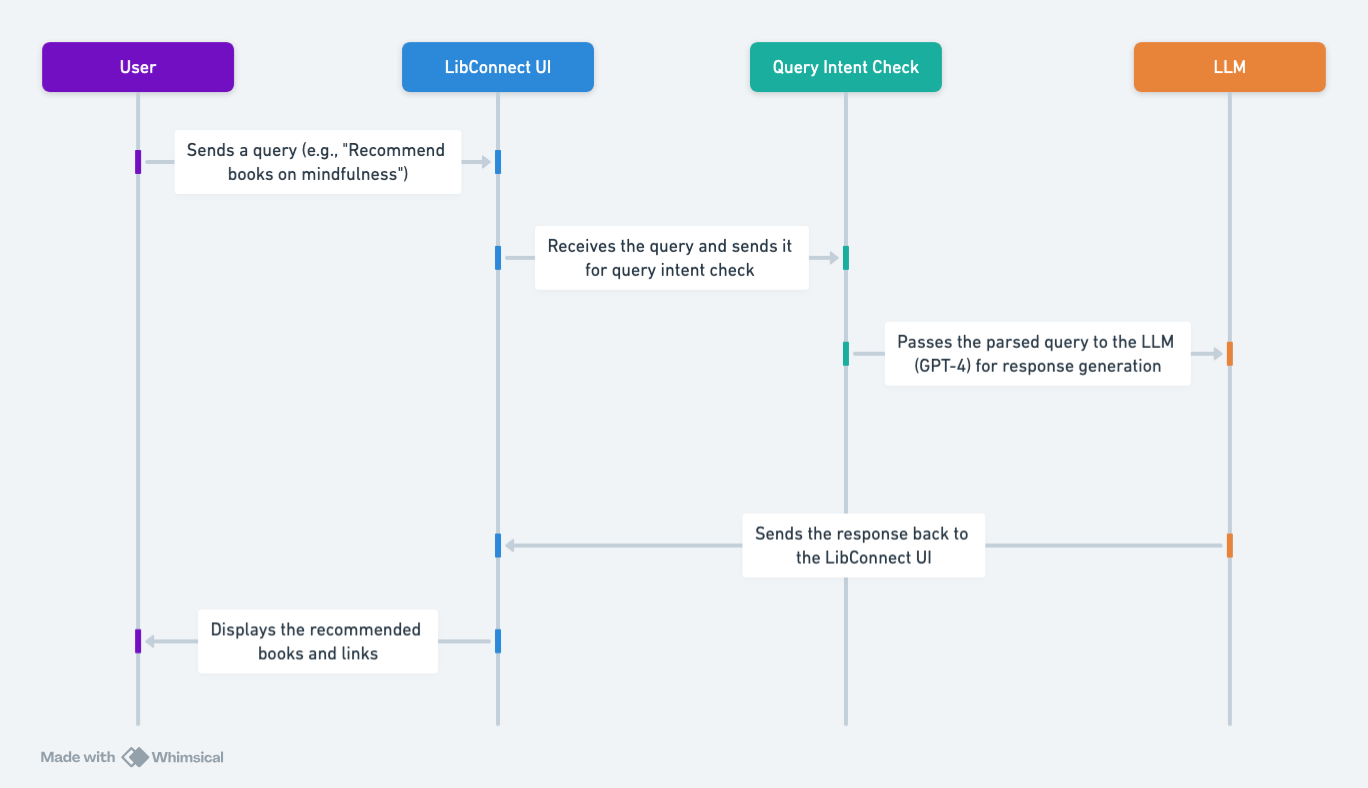 User
LibConnect UI
Query Intent Check
LLM
Sends a query (e.g., "Recommend
books on mindfulness")
Receives the query and sends it
for query intent check
Passes the parsed query to the LLM
(GPT-4) for response generation
Sends the response back to
the LibConnect UI
Displays the recommended
books and links
Made with Whimsical